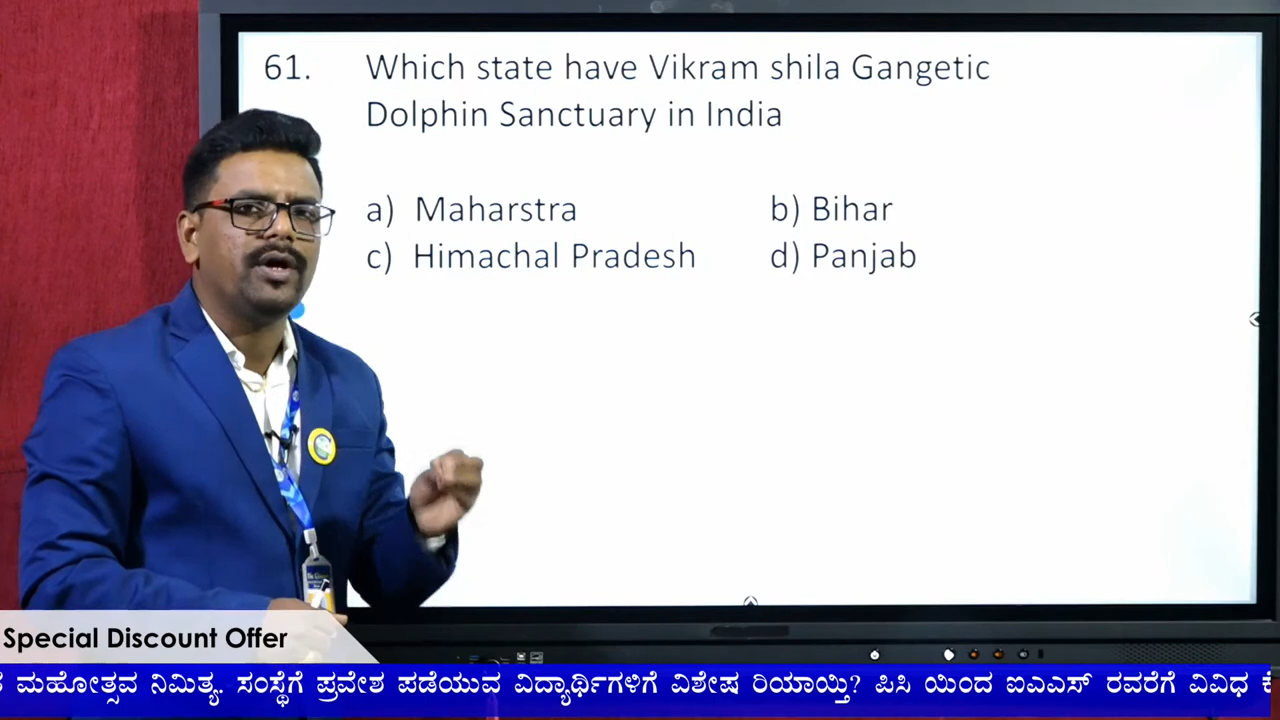 61. Which state have Vikram shila Gangetic
Dolphin Sanctuary in India
a) Maharstra b) Bihar
c) Himachal Pradesh d) Panjab
Special Discount Offer
ಮಹೋತ್ಸವ ನಿಮಿತ್ಯ. ಸಂಸ್ಥೆಗೆ ಪ್ರವೇಶ ಪಡೆಯುವ ವಿದ್ಯಾರ್ಥಿಗಳಿಗೆ ವಿಶೇಷ ರಿಯಾಯ್ತಿ? ಪಿಸಿ ಯಿಂದ ಐಎಎಸ್ ರವರೆಗೆ ವಿವಿಧ